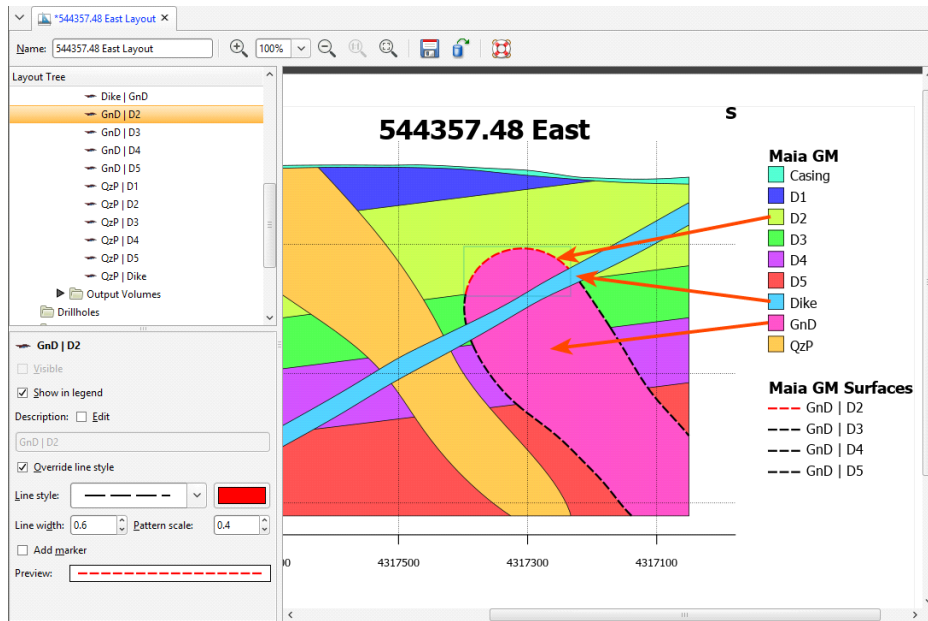 *544357.48 East Layout
Name: 544357.48 East Layout 100%
Layout Tree
Dike | GnD
GnD | D2
GnD | D3
GnD | D4
GnD | D5
QzP | D1
QzP | D2
QzP | D3
QzP | D4
QzP | D5
QzP | Dike
Output Volumes
Drillholes
GnD | D2
Visible
Show in legend
Description: Edit
GnD | D2
Override line style
Line style:
Line width: 0.6 Pattern scale: 0.4
Add marker
Preview:
544357.48 East
S
Maia GM
Casing
D1
D2
D3
D4
D5
Dike
GnD
QzP
Maia GM Surfaces
GnD | D2
GnD | D3
GnD | D4
GnD | D5
4317500 4317300 4317100